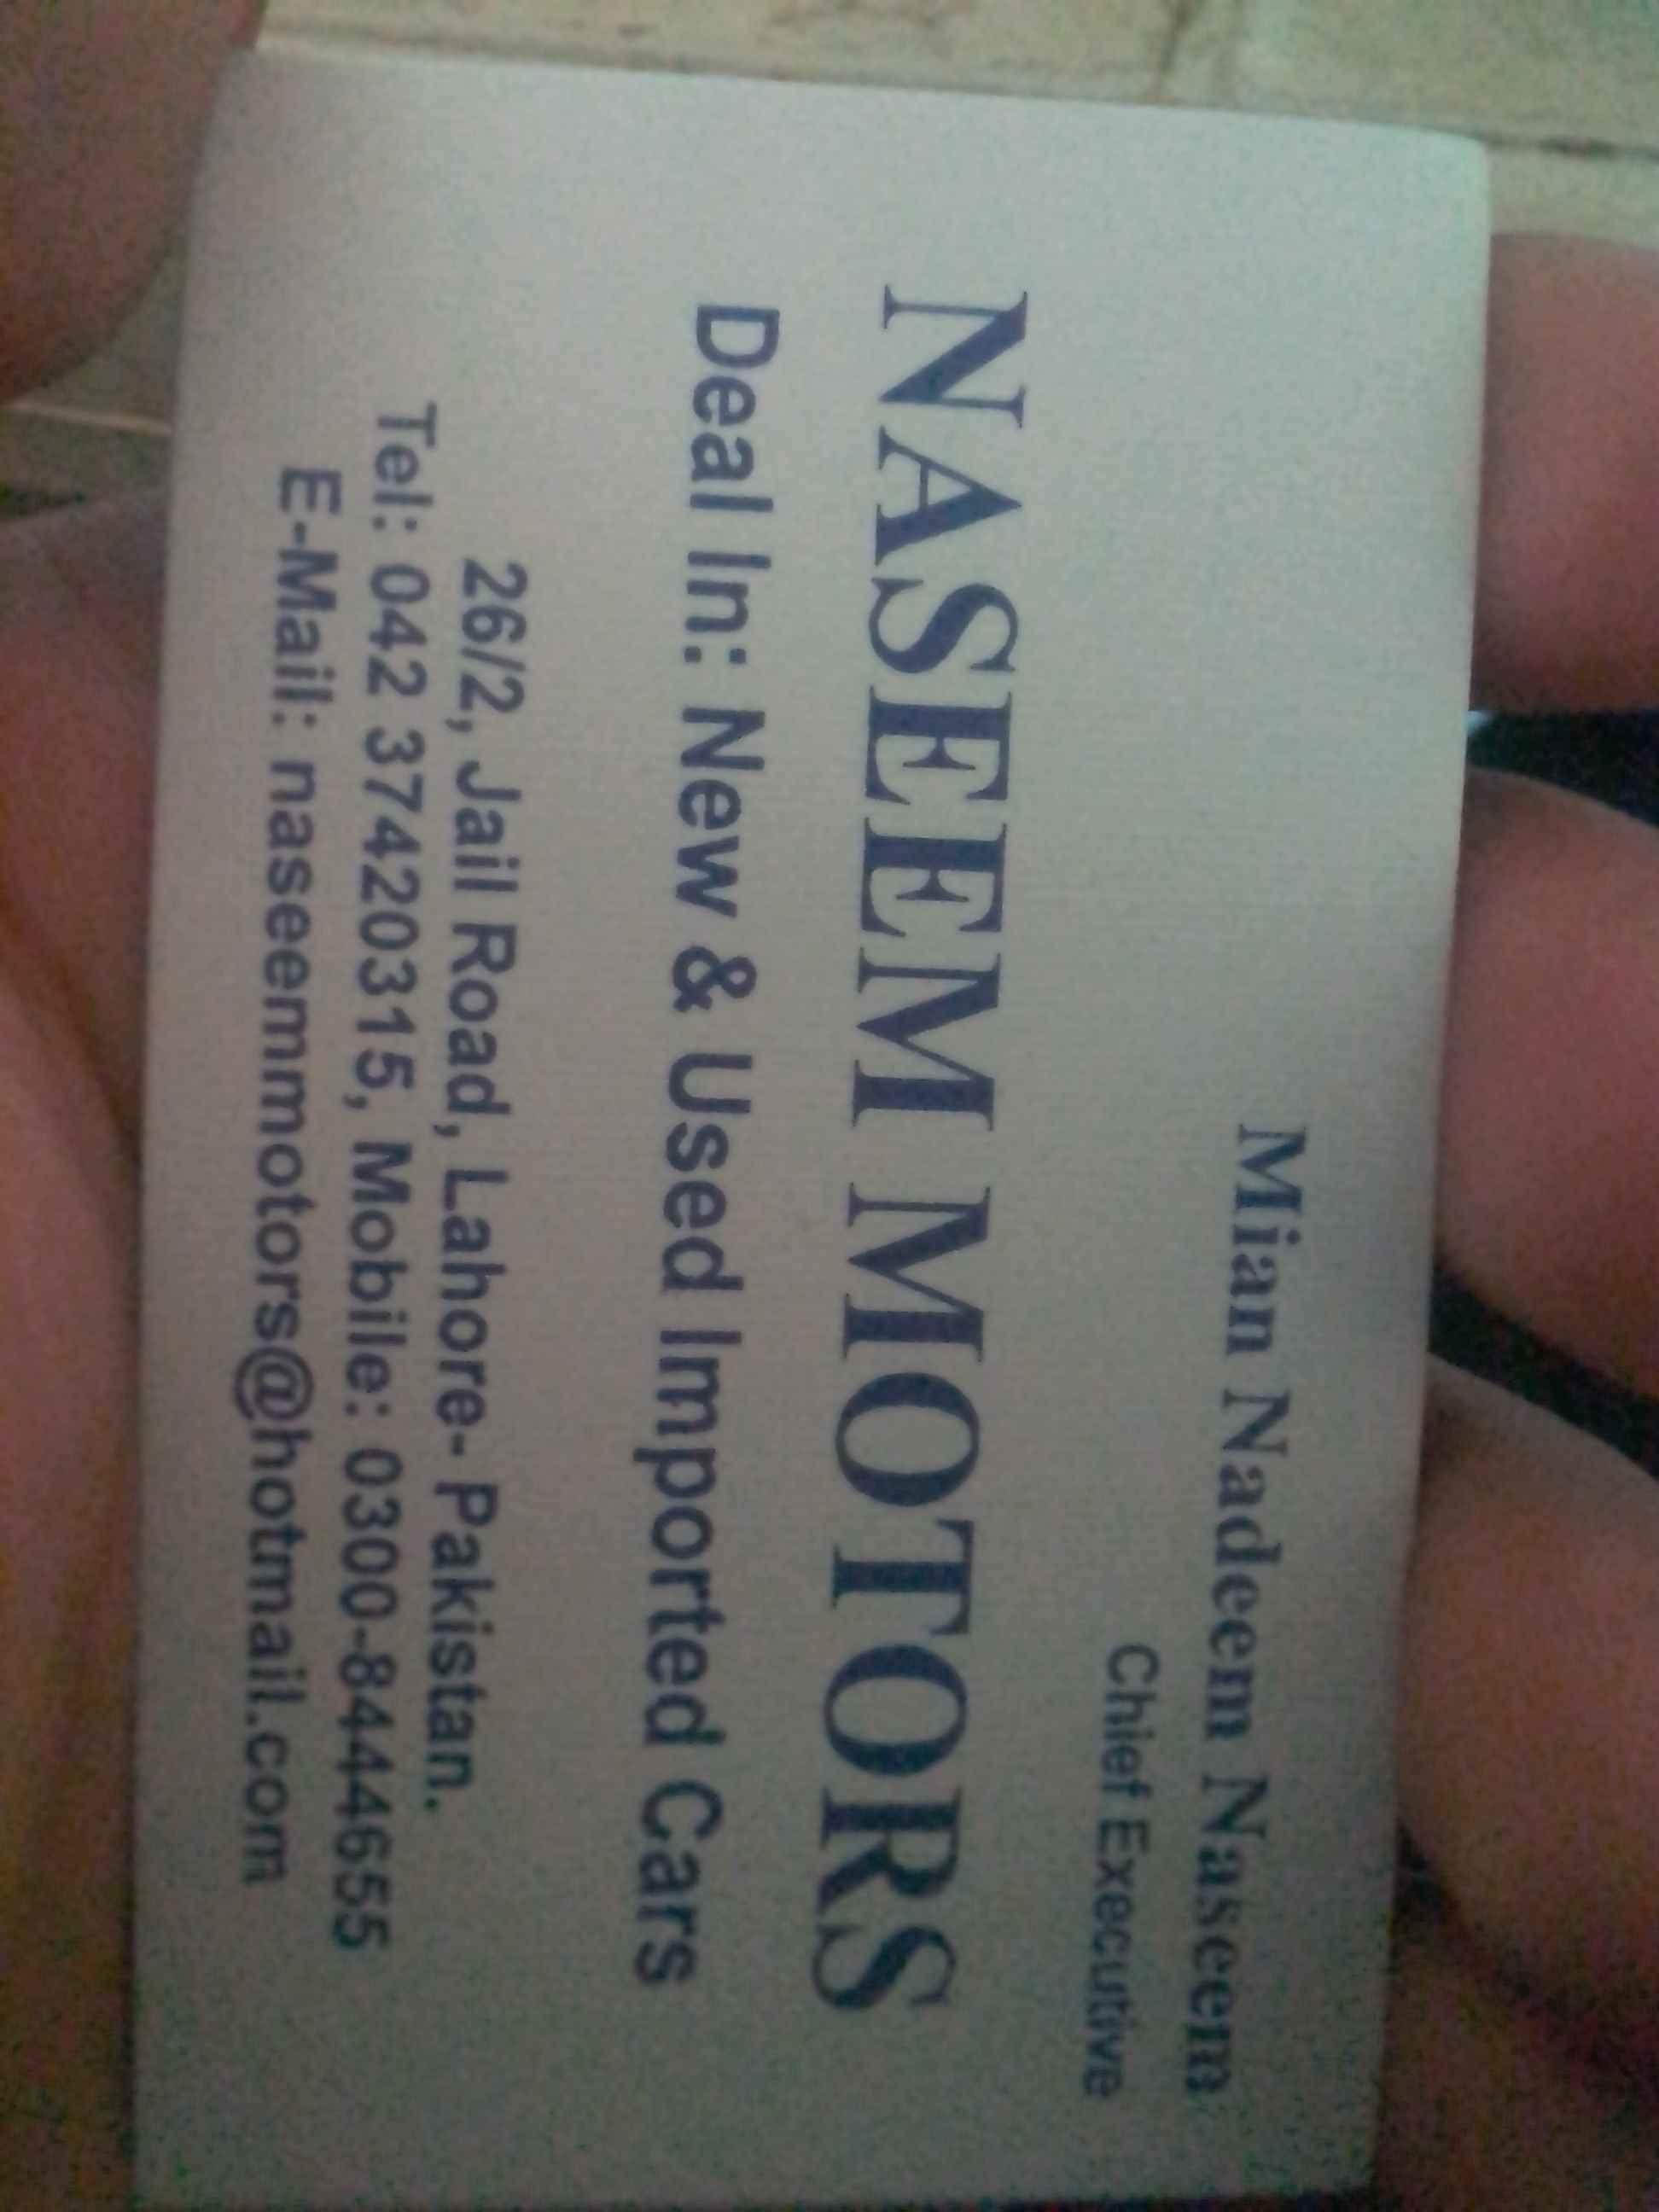 Mian Nadeem Naseem
Chief Executive
NASEEM MOTORS
Deal In: New & Used Imported Cars
26/2, Jail Road, Lahore- Pakistan.
Tel: 042 37420315, Mobile: 0300-8444655
E-Mail: naseemmotors@hotmail.com